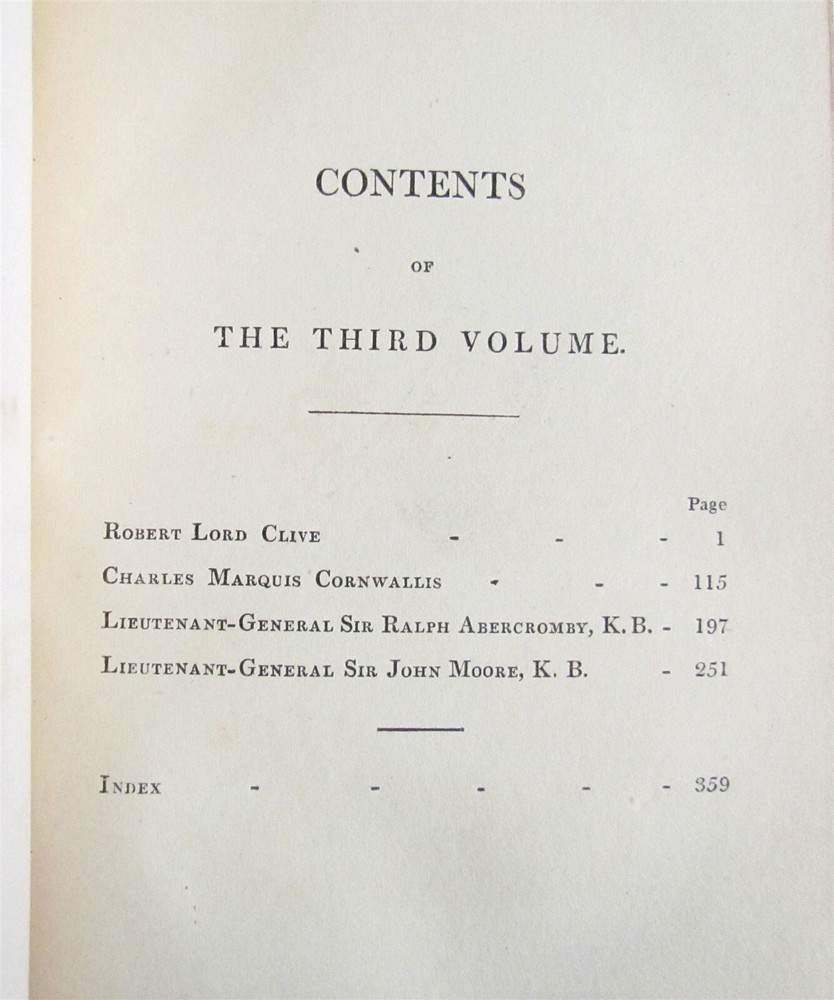 CONTENTS
OF
THE THIRD VOLUME.
Page
ROBERT LORD CLIVE - - - 1
CHARLES MARQUIS CORNWALLIS - - - 115
LIEUTENANT-GENERAL SIR RALPH ABERCROMBY, K. B. - 197
LIEUTENANT-GENERAL SIR JOHN MOORE, K. B. - 251
INDEX - - - - - 359